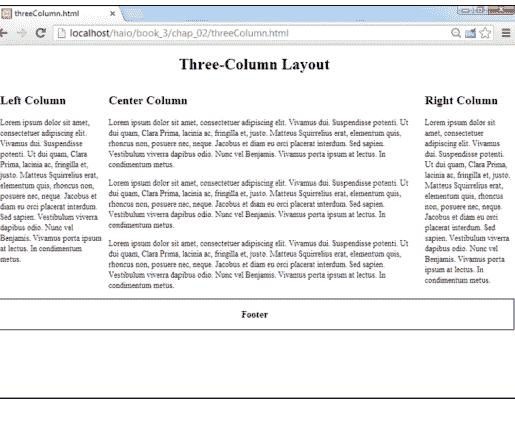 threeColumn.html
localhost/haio/book_3/chap_02/threeColumn.html
Three-Column Layout
Left Column
Lorem ipsum dolor sit amet,
consectetuer adipiscing elit.
Vivamus dui. Suspendisse
potenti. Ut dui quam, Clara
Prima, lacinia ac, fringilla et,
justo. Matteus Squirrelius erat,
elementum quis, rhoncus non,
posuere nec, neque. Jacobus et
diam eu orci placerat interdum.
Sed sapien. Vestibulum viverra
dapibus odio. Nunc vel
Benjamis. Vivamus porta ipsum
at lectus. In condimentum
metus.
Center Column
Lorem ipsum dolor sit amet, consectetuer adipiscing elit. Vivamus dui. Suspendisse potenti. Ut
dui quam, Clara Prima, lacinia ac, fringilla et, justo. Matteus Squirrelius erat, elementum quis,
rhoncus non, posuere nec, neque. Jacobus et diam eu orci placerat interdum. Sed sapien.
Vestibulum viverra dapibus odio. Nunc vel Benjamis. Vivamus porta ipsum at lectus. In
condimentum metus.
Lorem ipsum dolor sit amet, consectetuer adipiscing elit. Vivamus dui. Suspendisse potenti. Ut
dui quam, Clara Prima, lacinia ac, fringilla et, justo. Matteus Squirrelius erat, elementum quis,
rhoncus non, posuere nec, neque. Jacobus et diam eu orci placerat interdum. Sed sapien.
Vestibulum viverra dapibus odio. Nunc vel Benjamis. Vivamus porta ipsum at lectus. In
condimentum metus.
Lorem ipsum dolor sit amet, consectetuer adipiscing elit. Vivamus dui. Suspendisse potenti. Ut
dui quam, Clara Prima, lacinia ac, fringilla et, justo. Matteus Squirrelius erat, elementum quis,
rhoncus non, posuere nec, neque. Jacobus et diam eu orci placerat interdum. Sed sapien.
Vestibulum viverra dapibus odio. Nunc vel Benjamis. Vivamus porta ipsum at lectus. In
condimentum metus.
Right Column
Lorem ipsum dolor sit
amet, consectetuer
adipiscing elit. Vivamus
dui. Suspendisse potenti.
Ut dui quam, Clara Prima,
lacinia ac, fringilla et,
justo. Matteus Squirrelius
erat, elementum quis,
rhoncus non, posuere nec,
neque. Jacobus et diam eu
orci placerat interdum. Sed
sapien. Vestibulum viverra
dapibus odio. Nunc vel
Benjamis. Vivamus porta
ipsum at lectus. In
condimentum metus.
Footer